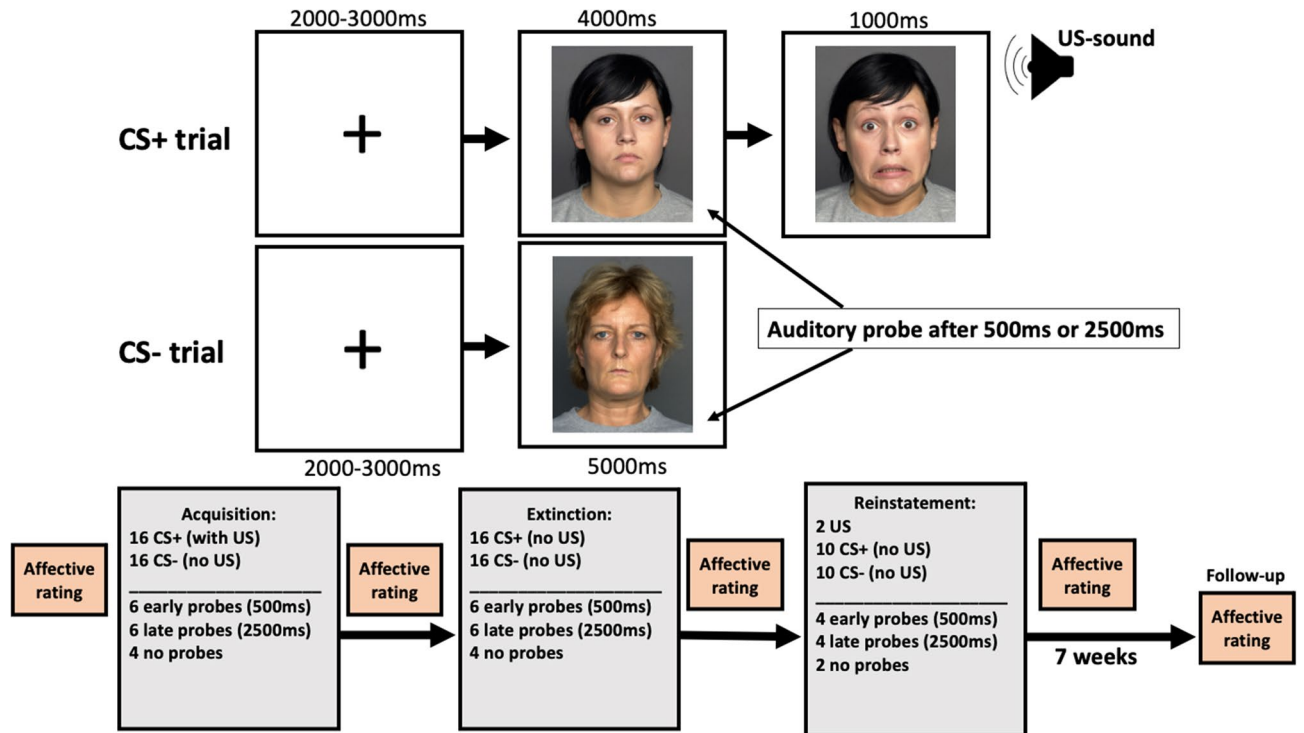 2000-3000ms
4000ms
1000ms
US-sound
CS+ trial
Auditory probe after 500ms or 2500ms
CS- trial
2000-3000ms
5000ms
Affective
rating
Acquisition:
16 CS+ (with US)
16 CS- (no US)
6 early probes (500ms)
6 late probes (2500ms)
4 no probes
Affective
rating
Extinction:
16 CS+ (no US)
16 CS- (no US)
6 early probes (500ms)
6 late probes (2500ms)
4 no probes
Affective
rating
Reinstatement:
2 US
10 CS+ (no US)
10 CS- (no US)
4 early probes (500ms)
4 late probes (2500ms)
2 no probes
Affective
rating
7 weeks
Follow-up
Affective
rating